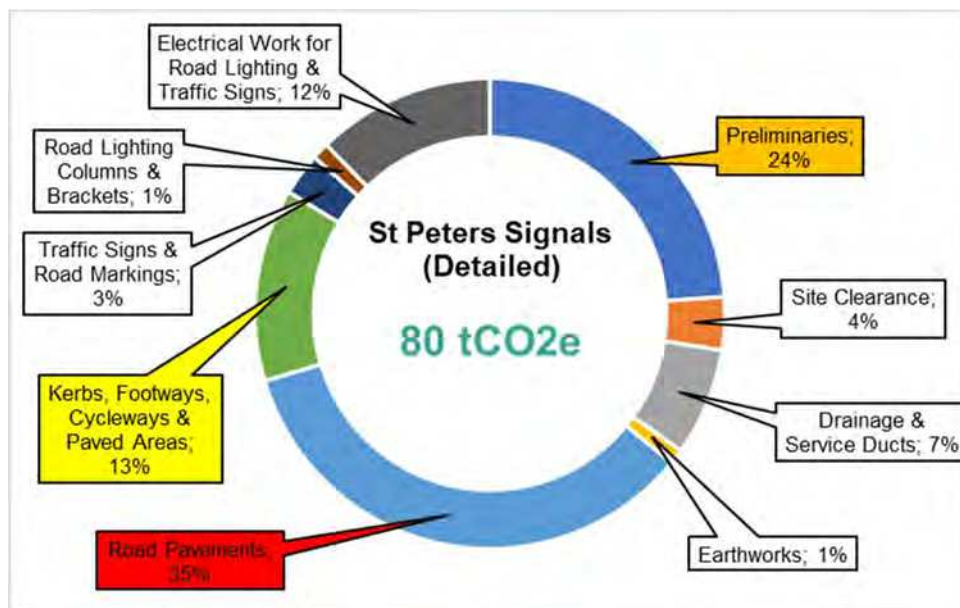 Electrical Work for
Road Lighting &
Traffic Signs; 12%
Preliminaries;
24%
Road Lighting
Columns &
Brackets; 1%
St Peters Signals
(Detailed)
80 tCO2e
Traffic Signs &
Road Markings;
3%
Site Clearance;
4%
Kerbs, Footways,
Cycleways &
Paved Areas;
13%
Drainage &
Service Ducts; 7%
Road Pavements;
35%
Earthworks; 1%